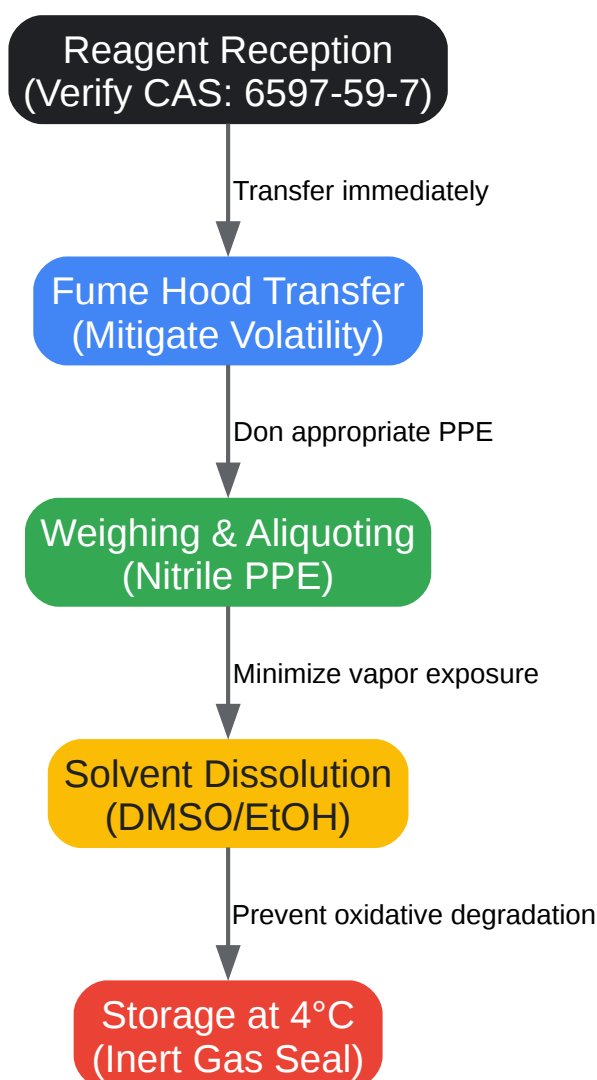 Reagent Reception
(Verify CAS: 6597-59-7)
Transfer immediately
Fume Hood Transfer
(Mitigate Volatility)
Don appropriate PPE
Weighing & Aliquoting
(Nitrile PPE)
Minimize vapor exposure
Solvent Dissolution
(DMSO/EtOH)
Prevent oxidative degradation
Storage at 4°C
(Inert Gas Seal)